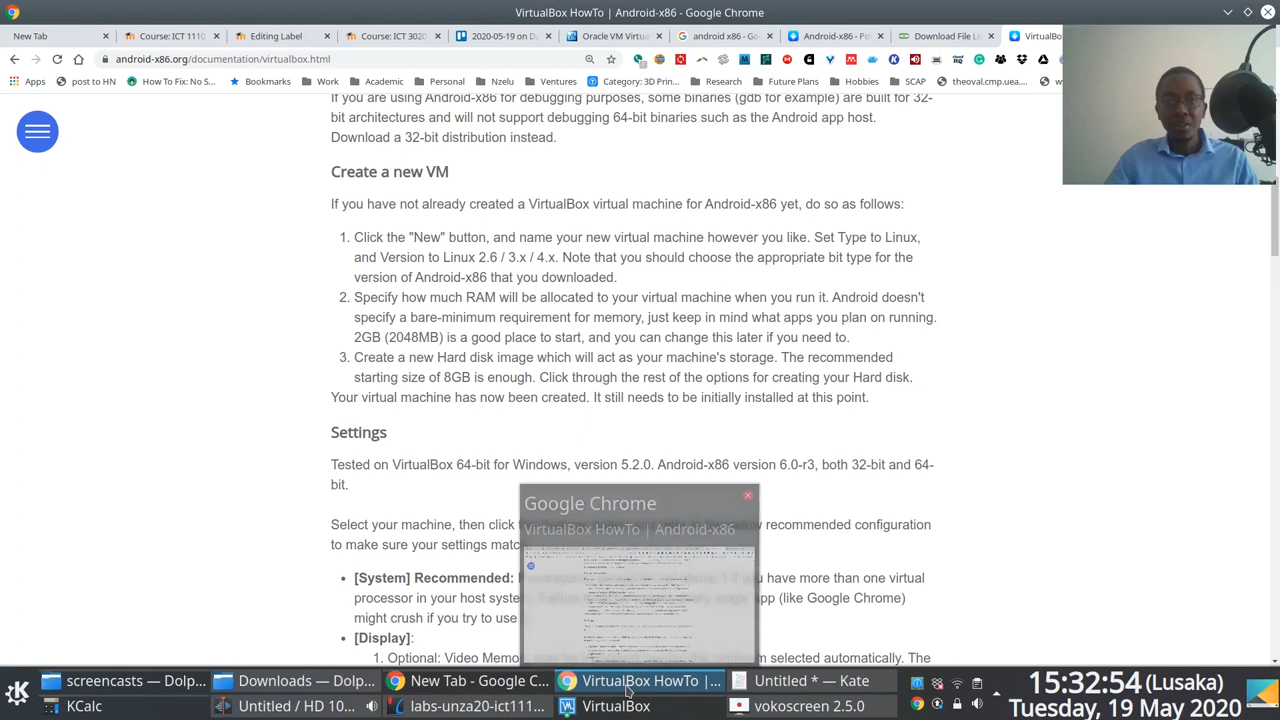 VirtualBox HowTo | Android-x86 - Google Chrome
New Tab
Course: ICT 1110
Editing Label
Course: ICT 3020
2020-05-19 on Da
Oracle VM Virtual
android x86 - Go
Android-x86 - Po
Download File Li
VirtualBo
android-x86.org/documentation/virtualbox.html
Apps
post to HN
How To Fix: No S...
Bookmarks
Work
Academic
Personal
Nzelu
Ventures
Category: 3D Prin...
Research
Future Plans
Hobbies
SCAP
theoval.cmp.uea....
If you are using Android-x86 for debugging purposes, some binaries (gdb for example) are built for 32-
bit architectures and will not support debugging 64-bit binaries such as the Android app host.
Download a 32-bit distribution instead.
Create a new VM
If you have not already created a VirtualBox virtual machine for Android-x86 yet, do so as follows:
1. Click the "New" button, and name your new virtual machine however you like. Set Type to Linux,
and Version to Linux 2.6 / 3.x / 4.x. Note that you should choose the appropriate bit type for the
version of Android-x86 that you downloaded.
2. Specify how much RAM will be allocated to your virtual machine when you run it. Android doesn't
specify a bare-minimum requirement for memory, just keep in mind what apps you plan on running.
2GB (2048MB) is a good place to start, and you can change this later if you need to.
3. Create a new Hard disk image which will act as your machine's storage. The recommended
starting size of 8GB is enough. Click through the rest of the options for creating your Hard disk.
Your virtual machine has now been created. It still needs to be initially installed at this point.
Settings
Tested on VirtualBox 64-bit for Windows, version 5.2.0. Android-x86 version 6.0-r3, both 32-bit and 64-
bit.
Google Chrome
VirtualBox HowTo | Android-x86
Select your machine, then click recommended configuration
to make sure your settings matc
[System] Recommended: if you have more than one virtual
your host system app (like Google Chrome)
might crush if you try to use
[Display]:
Video Memo selected automatically. The
screencasts — Dolp...
Downloads — Dolp...
New Tab - Google C...
VirtualBox HowTo |...
Untitled * — Kate
KCalc
Untitled / HD 10...
labs-unza20-ict111...
VirtualBox
vokoscreen 2.5.0
15:32:54 (Lusaka)
Tuesday, 19 May 2020